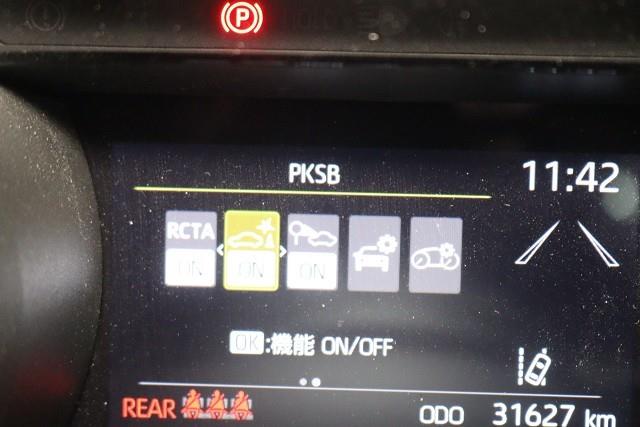 P
PKSB
11:42
RCTA
ON ON ON
OK:機能 ON/OFF
REAR
ODO 31627 km